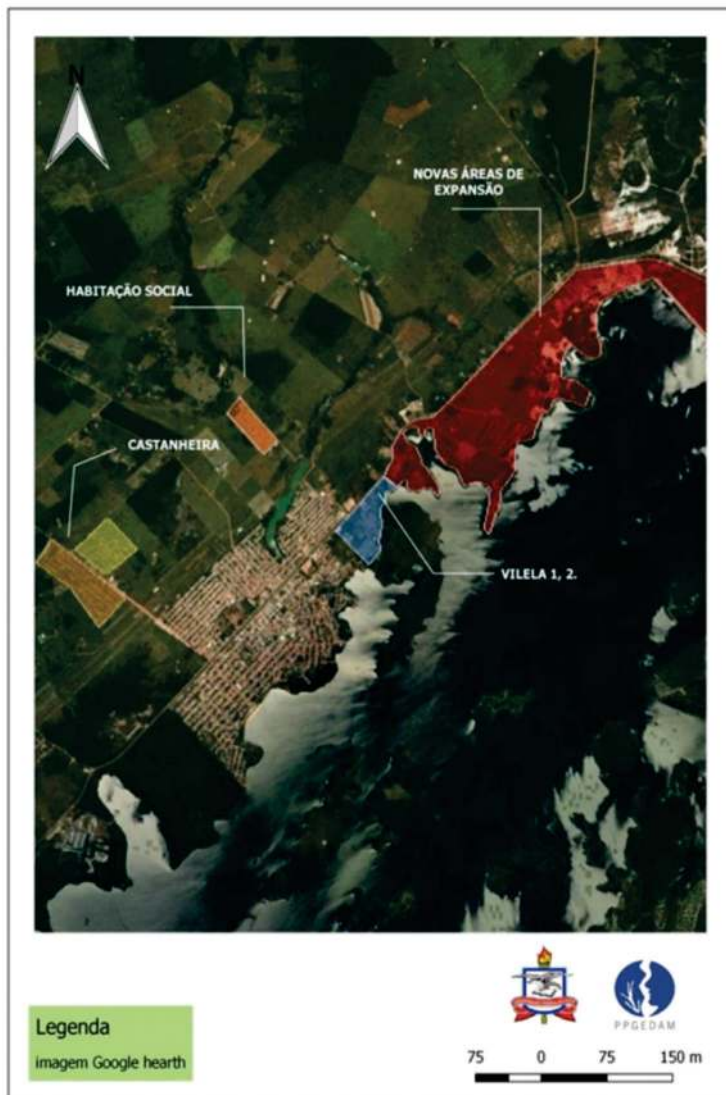 N
NOVAS ÁREAS DE
EXPANSÃO
HABITAÇÃO SOCIAL
CASTANHEIRA
VILELA 1, 2.
Legenda
imagem Google hearth
PPGEDAM
75 0 75 150 m